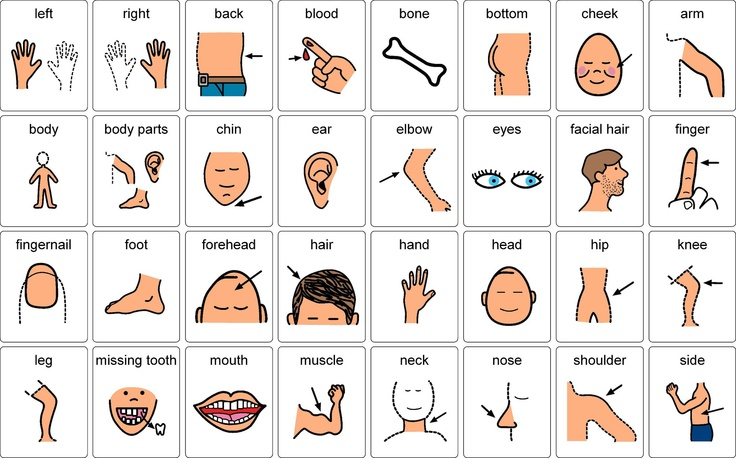 left right back blood bone bottom cheek arm
body body parts chin ear elbow eyes facial hair finger
fingernail foot forehead hair hand head hip knee
leg missing tooth mouth muscle neck nose shoulder side